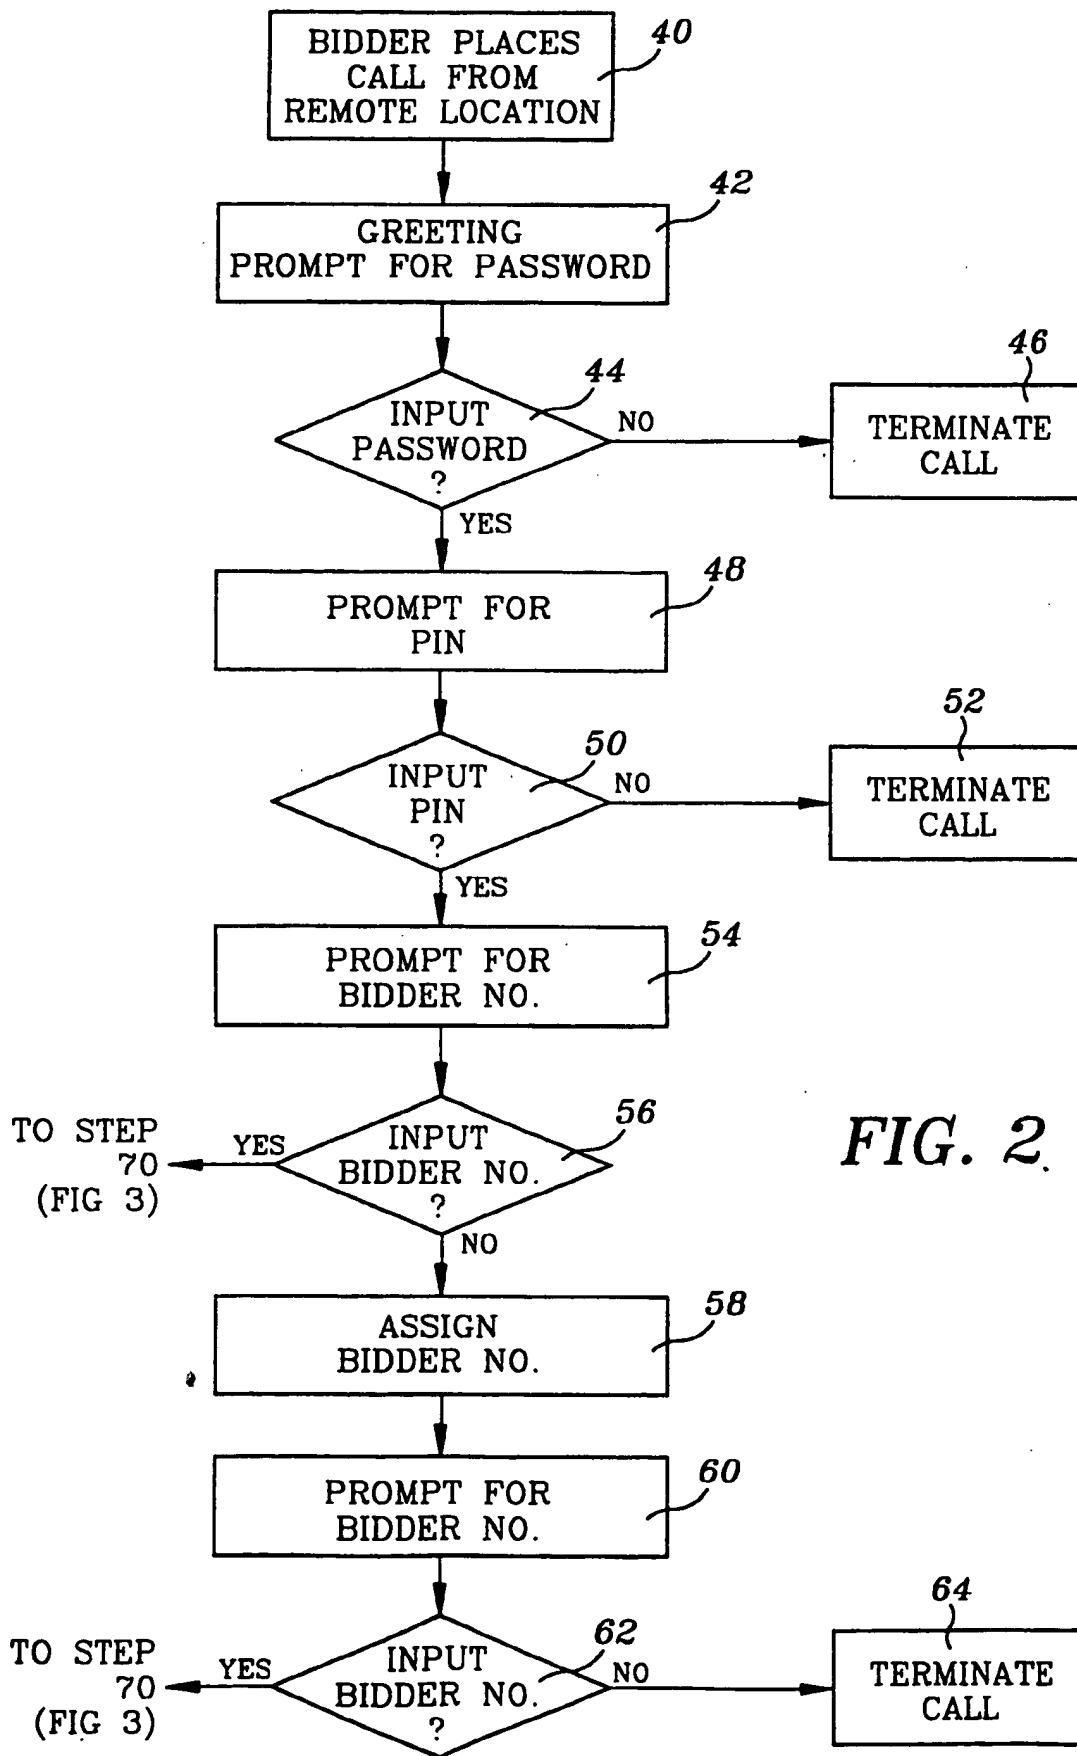 BIDDER PLACES
CALL FROM
REMOTE LOCATION
40
GREETING
PROMPT FOR PASSWORD
42
INPUT
PASSWORD
?
44
NO
TERMINATE
CALL
46
YES
PROMPT FOR
PIN
48
INPUT
PIN
?
50
NO
TERMINATE
CALL
52
YES
PROMPT FOR
BIDDER NO.
54
INPUT
BIDDER NO.
?
56
YES
TO STEP
70
(FIG 3)
FIG. 2
NO
ASSIGN
BIDDER NO.
58
PROMPT FOR
BIDDER NO.
60
INPUT
BIDDER NO.
?
62
YES
TO STEP
70
(FIG 3)
NO
TERMINATE
CALL
64